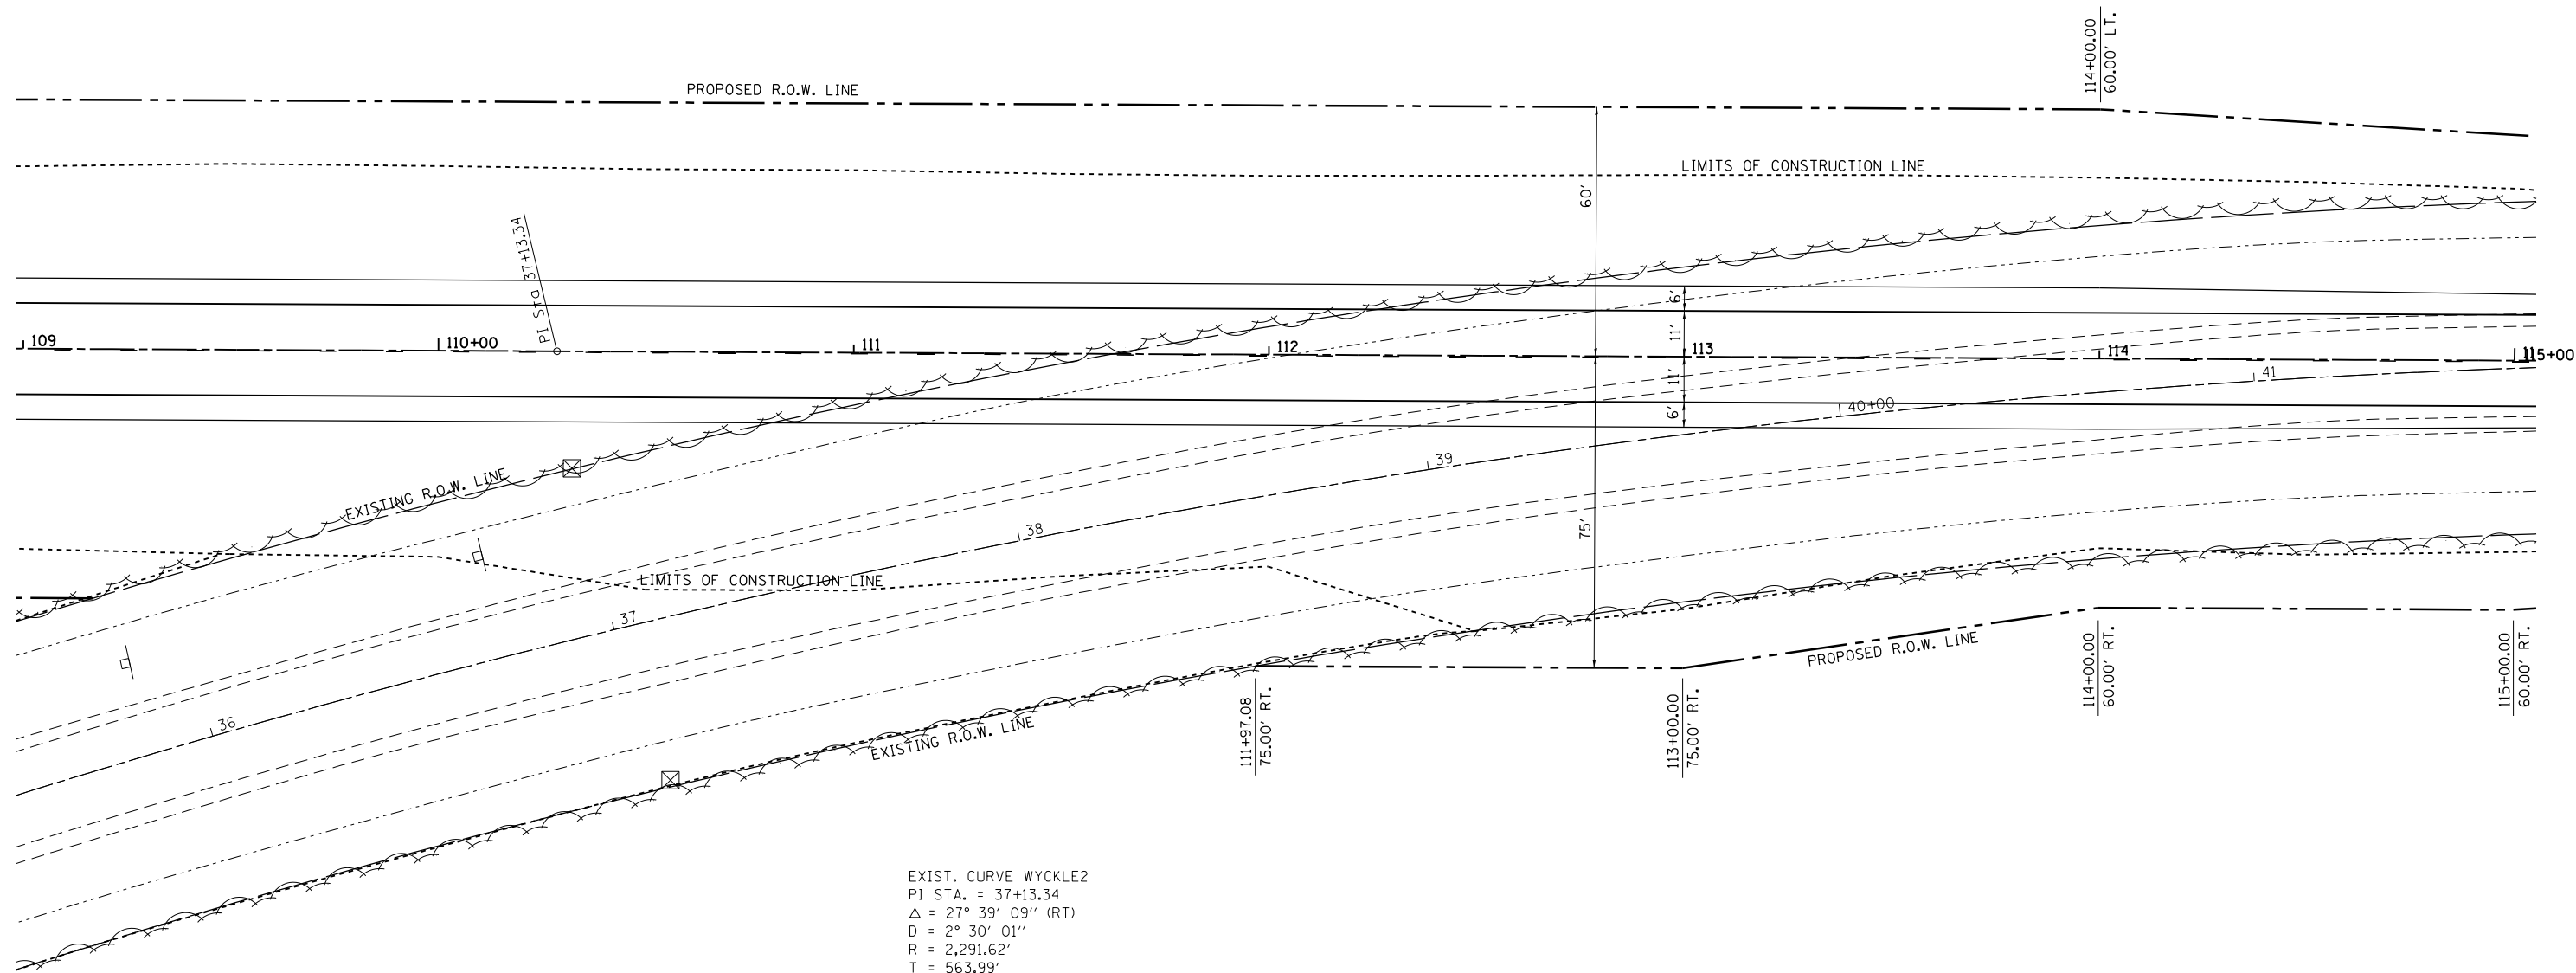 114+00.00
60.00' LT.
PROPOSED R.O.W. LINE
LIMITS OF CONSTRUCTION LINE
60'
PI Sta 37+13.34
6'
11'
109
110+00
111
112
113
114
115+00
11'
6'
41
40+00
39
EXISTING R.O.W. LINE
75'
38
LIMITS OF CONSTRUCTION LINE
37
36
PROPOSED R.O.W. LINE
111+97.08
75.00' RT.
113+00.00
75.00' RT.
114+00.00
60.00' RT.
115+00.00
60.00' RT.
EXISTING R.O.W. LINE
EXIST. CURVE WYCKLE2
PI STA. = 37+13.34
Δ = 27° 39' 09'' (RT)
D = 2° 30' 01''
R = 2,291.62'
T = 563.99'